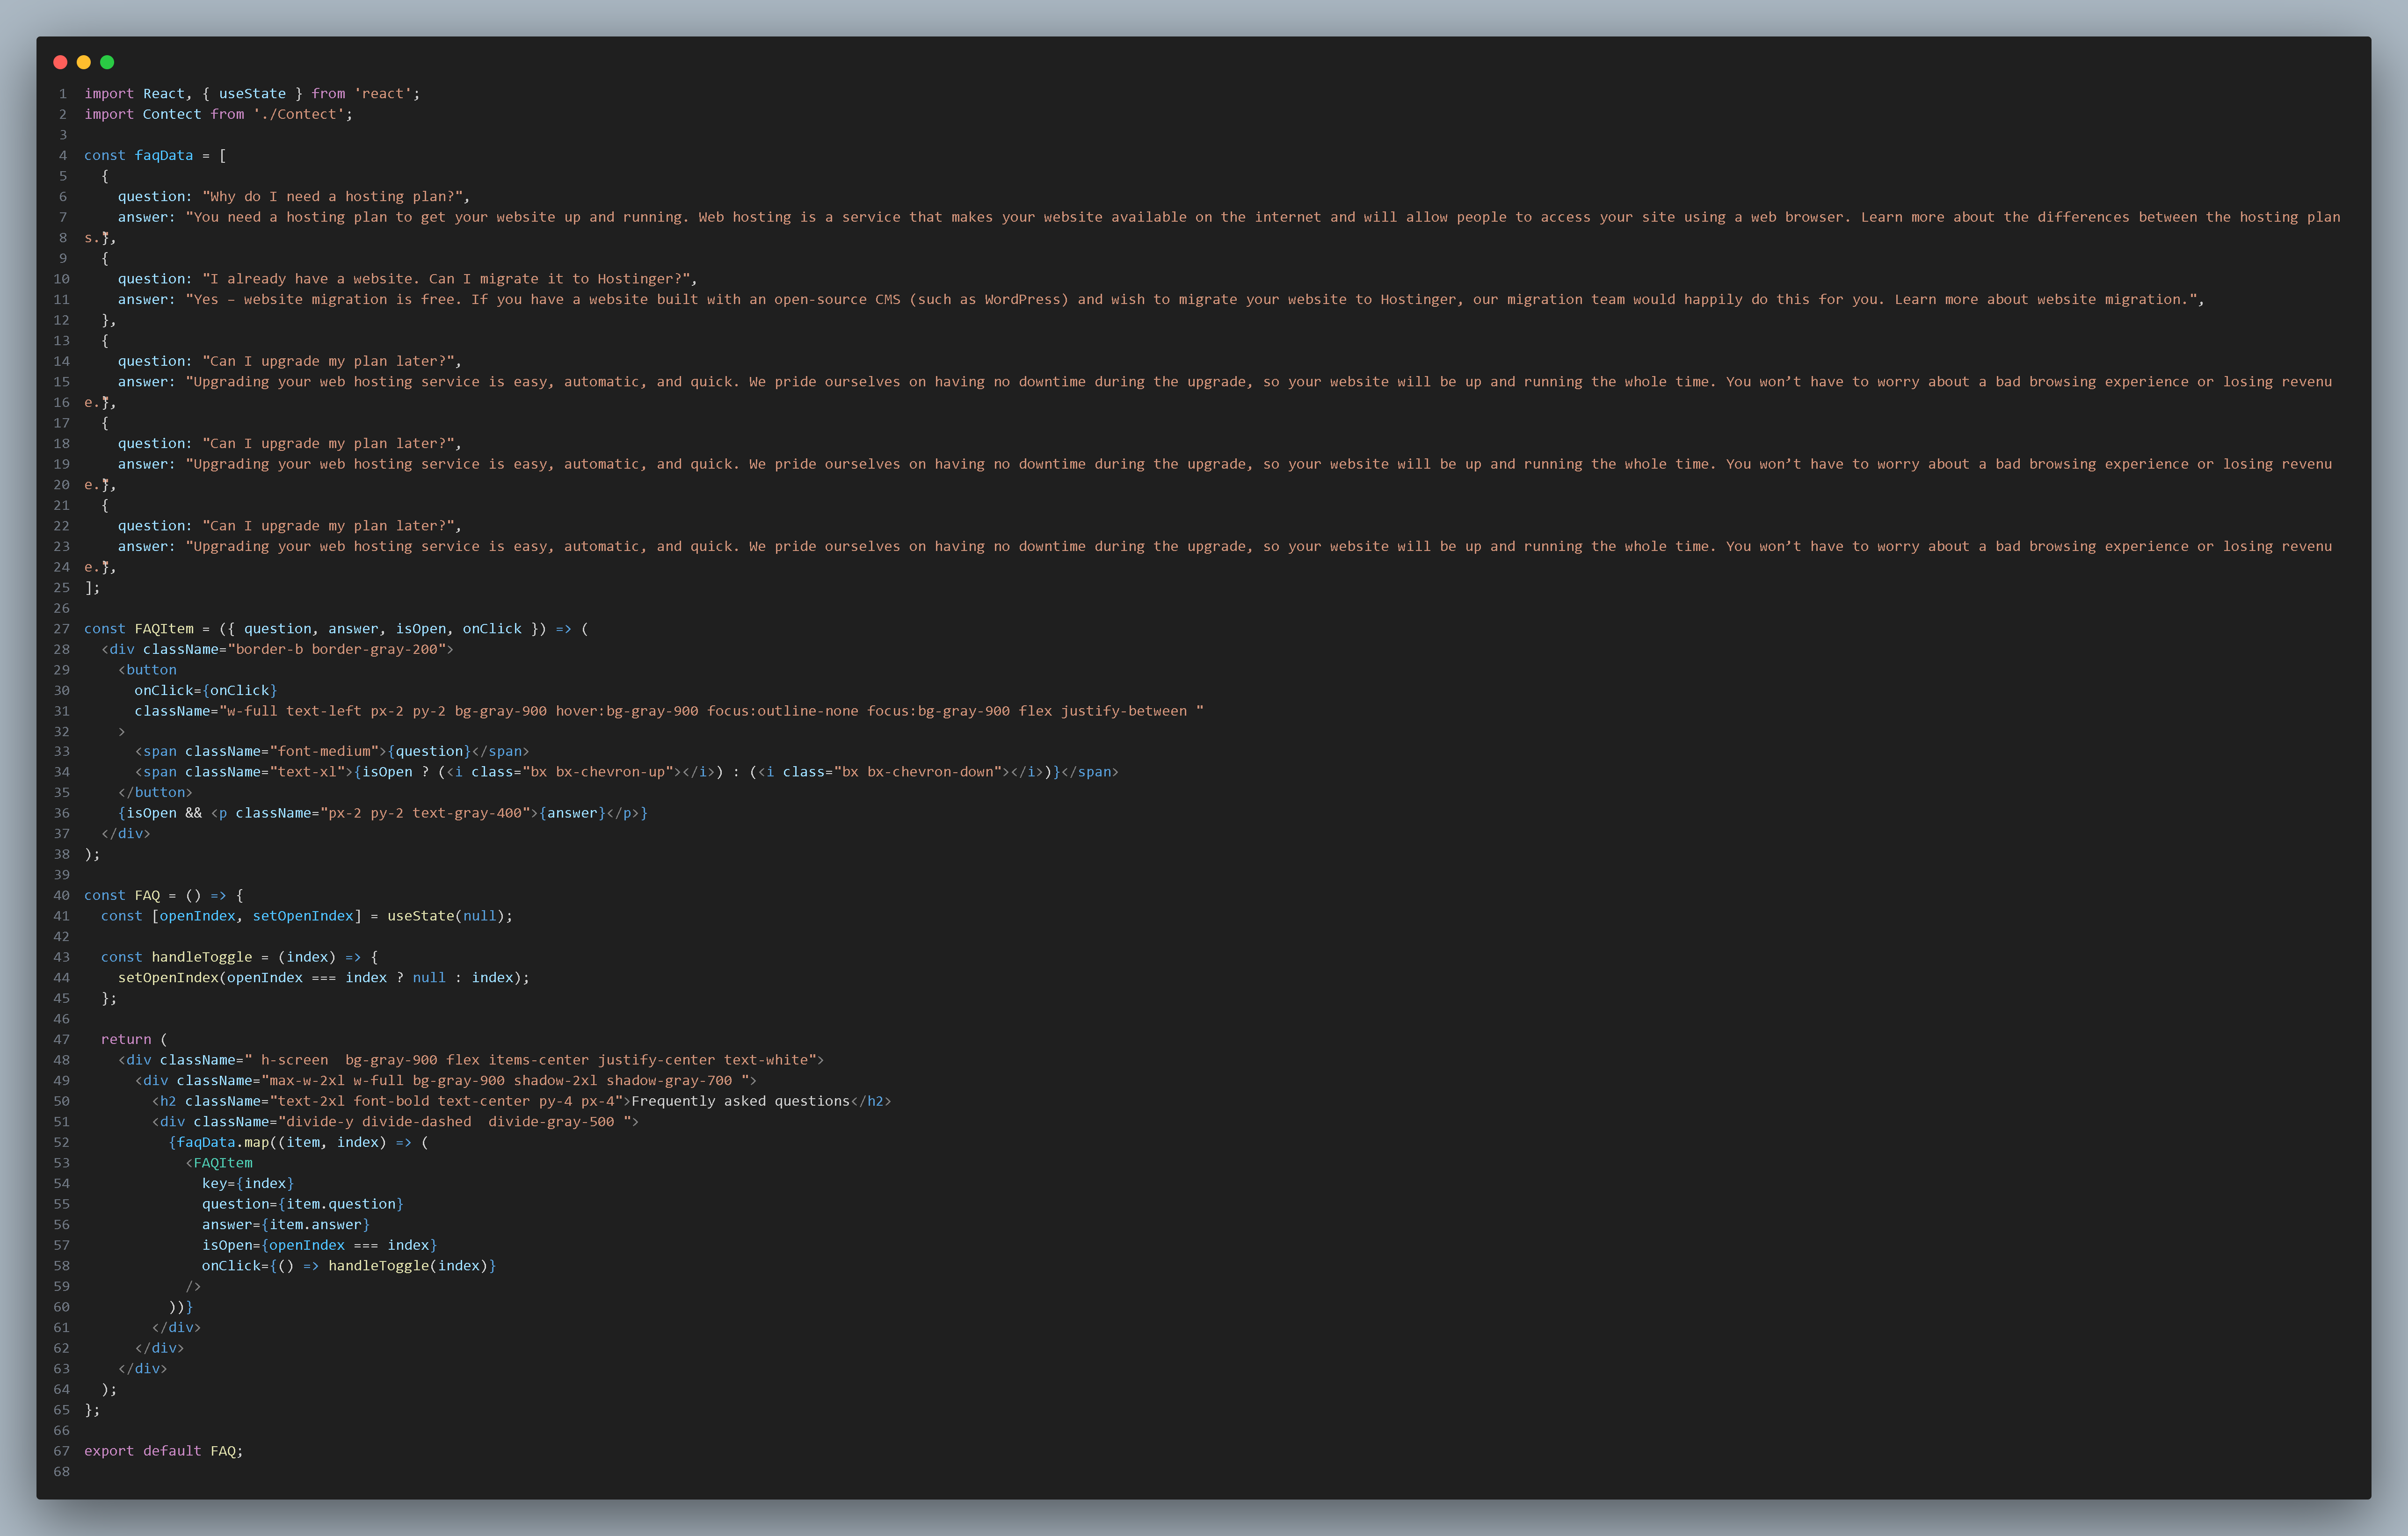 1 import React, { useState } from 'react';
2 import Contect from './Contect';
3
4 const faqData = [
5   {
6     question: "Why do I need a hosting plan?",
7     answer: "You need a hosting plan to get your website up and running. Web hosting is a service that makes your website available on the internet and will allow people to access your site using a web browser. Learn more about the differences between the hosting plan
8 s."},
9   {
10     question: "I already have a website. Can I migrate it to Hostinger?",
11     answer: "Yes – website migration is free. If you have a website built with an open-source CMS (such as WordPress) and wish to migrate your website to Hostinger, our migration team would happily do this for you. Learn more about website migration.",
12   },
13   {
14     question: "Can I upgrade my plan later?",
15     answer: "Upgrading your web hosting service is easy, automatic, and quick. We pride ourselves on having no downtime during the upgrade, so your website will be up and running the whole time. You won’t have to worry about a bad browsing experience or losing revenu
16 e."},
17   {
18     question: "Can I upgrade my plan later?",
19     answer: "Upgrading your web hosting service is easy, automatic, and quick. We pride ourselves on having no downtime during the upgrade, so your website will be up and running the whole time. You won’t have to worry about a bad browsing experience or losing revenu
20 e."},
21   {
22     question: "Can I upgrade my plan later?",
23     answer: "Upgrading your web hosting service is easy, automatic, and quick. We pride ourselves on having no downtime during the upgrade, so your website will be up and running the whole time. You won’t have to worry about a bad browsing experience or losing revenu
24 e."},
25 ];
26
27 const FAQItem = ({ question, answer, isOpen, onClick }) => (
28   <div className="border-b border-gray-200">
29     <button
30       onClick={onClick}
31       className="w-full text-left px-2 py-2 bg-gray-900 hover:bg-gray-900 focus:outline-none focus:bg-gray-900 flex justify-between "
32     >
33       <span className="font-medium">{question}</span>
34       <span className="text-xl">{isOpen ? (<i class="bx bx-chevron-up"></i>) : (<i class="bx bx-chevron-down"></i>)}</span>
35     </button>
36     {isOpen && <p className="px-2 py-2 text-gray-400">{answer}</p>}
37   </div>
38 );
39
40 const FAQ = () => {
41   const [openIndex, setOpenIndex] = useState(null);
42
43   const handleToggle = (index) => {
44     setOpenIndex(openIndex === index ? null : index);
45   };
46
47   return (
48     <div className=" h-screen  bg-gray-900 flex items-center justify-center text-white">
49       <div className="max-w-2xl w-full bg-gray-900 shadow-2xl shadow-gray-700 ">
50         <h2 className="text-2xl font-bold text-center py-4 px-4">Frequently asked questions</h2>
51         <div className="divide-y divide-dashed  divide-gray-500 ">
52           {faqData.map((item, index) => (
53             <FAQItem
54               key={index}
55               question={item.question}
56               answer={item.answer}
57               isOpen={openIndex === index}
58               onClick={() => handleToggle(index)}
59             />
60           ))}
61         </div>
62       </div>
63     </div>
64   );
65 };
66
67 export default FAQ;
68